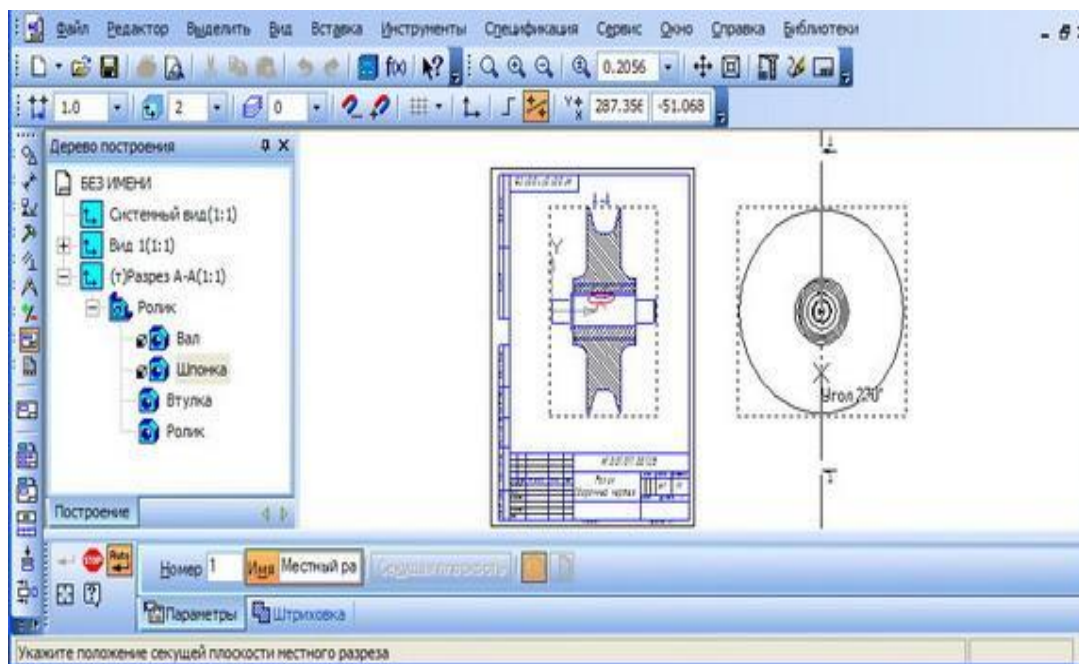 Файл Редактор Выделить Вид Вставка Инструменты Спецификация Сервис Окно Справка Библиотеки
f(x) 0.2056
1.0 2 0 287.356 -51.068
Дерево построения
БЕЗ ИМЕНИ
Системный вид(1:1)
Вид 1(1:1)
(т)Разрез А-А(1:1)
Ролик
Вал
Шпонка
Втулка
Ролик
Построение
Y
X
Угол 270°
STOP Auto Номер 1 Имя Местный ра
Параметры Штриховка
Укажите положение секущей плоскости местного разреза